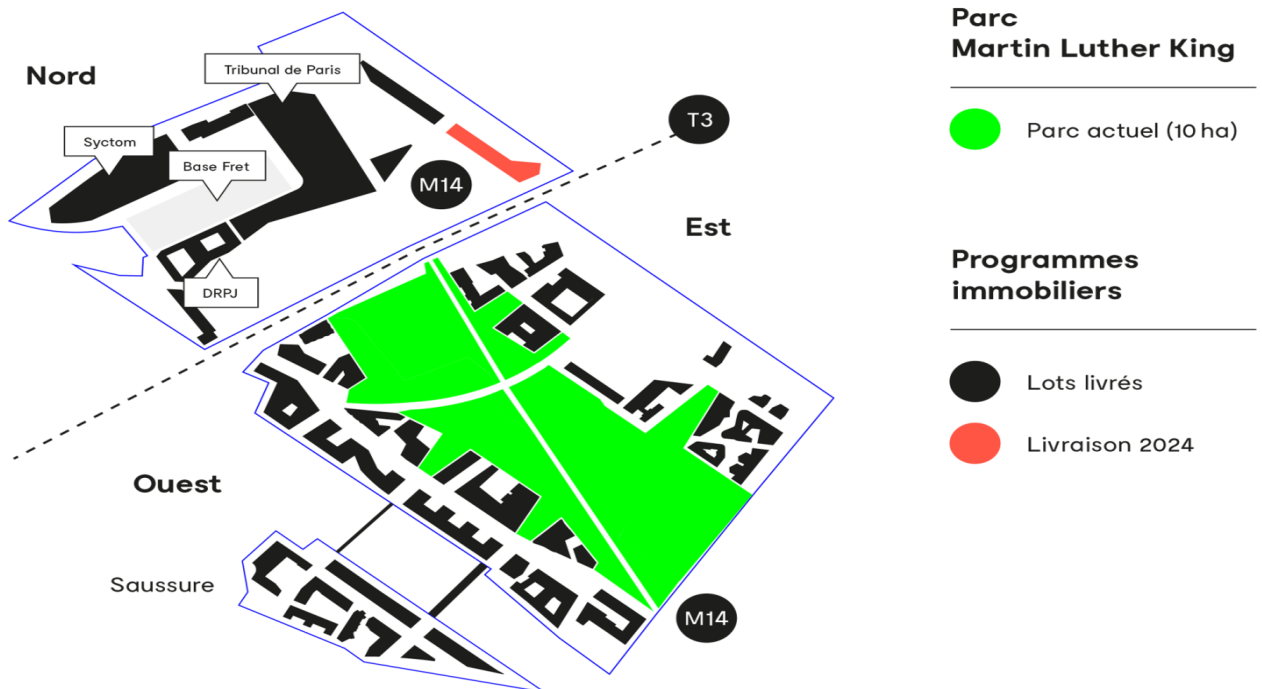 Nord
Tribunal de Paris
Syctom
Base Fret
DRPJ
M14
T3
Est
Ouest
Saussure
M14
Parc
Martin Luther King
Parc actuel (10 ha)
Programmes
immobiliers
Lots livrés
Livraison 2024